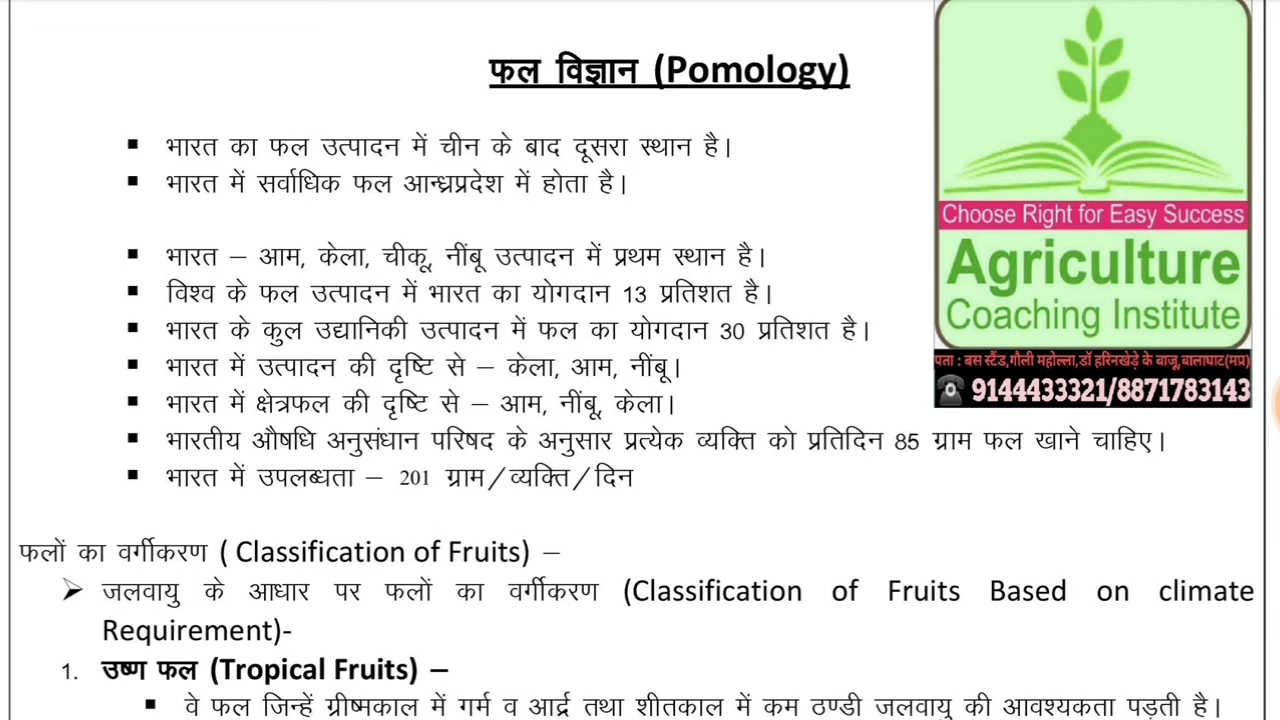 फल विज्ञान (Pomology)
▪ भारत का फल उत्पादन में चीन के बाद दूसरा स्थान है।
▪ भारत में सर्वाधिक फल आन्ध्रप्रदेश में होता है।
▪ भारत – आम, केला, चीकू, नींबू उत्पादन में प्रथम स्थान है।
▪ विश्व के फल उत्पादन में भारत का योगदान 13 प्रतिशत है।
▪ भारत के कुल उद्यानिकी उत्पादन में फल का योगदान 30 प्रतिशत है।
▪ भारत में उत्पादन की दृष्टि से – केला, आम, नींबू।
▪ भारत में क्षेत्रफल की दृष्टि से – आम, नींबू, केला।
▪ भारतीय औषधि अनुसंधान परिषद के अनुसार प्रत्येक व्यक्ति को प्रतिदिन 85 ग्राम फल खाने चाहिए।
▪ भारत में उपलब्धता – 201 ग्राम/व्यक्ति/दिन
Choose Right for Easy Success
Agriculture
Coaching Institute
पता : बस स्टैंड,गौली महोल्ला,डॉ हरिनखेड़े के बाजू,बालाघाट(मप्र)
9144433321/8871783143
फलों का वर्गीकरण ( Classification of Fruits) –
➢ जलवायु के आधार पर फलों का वर्गीकरण (Classification of Fruits Based on climate
Requirement)-
1. उष्ण फल (Tropical Fruits) –
▪ वे फल जिन्हें ग्रीष्मकाल में गर्म व आर्द्र तथा शीतकाल में कम ठण्डी जलवायु की आवश्यकता पड़ती है।